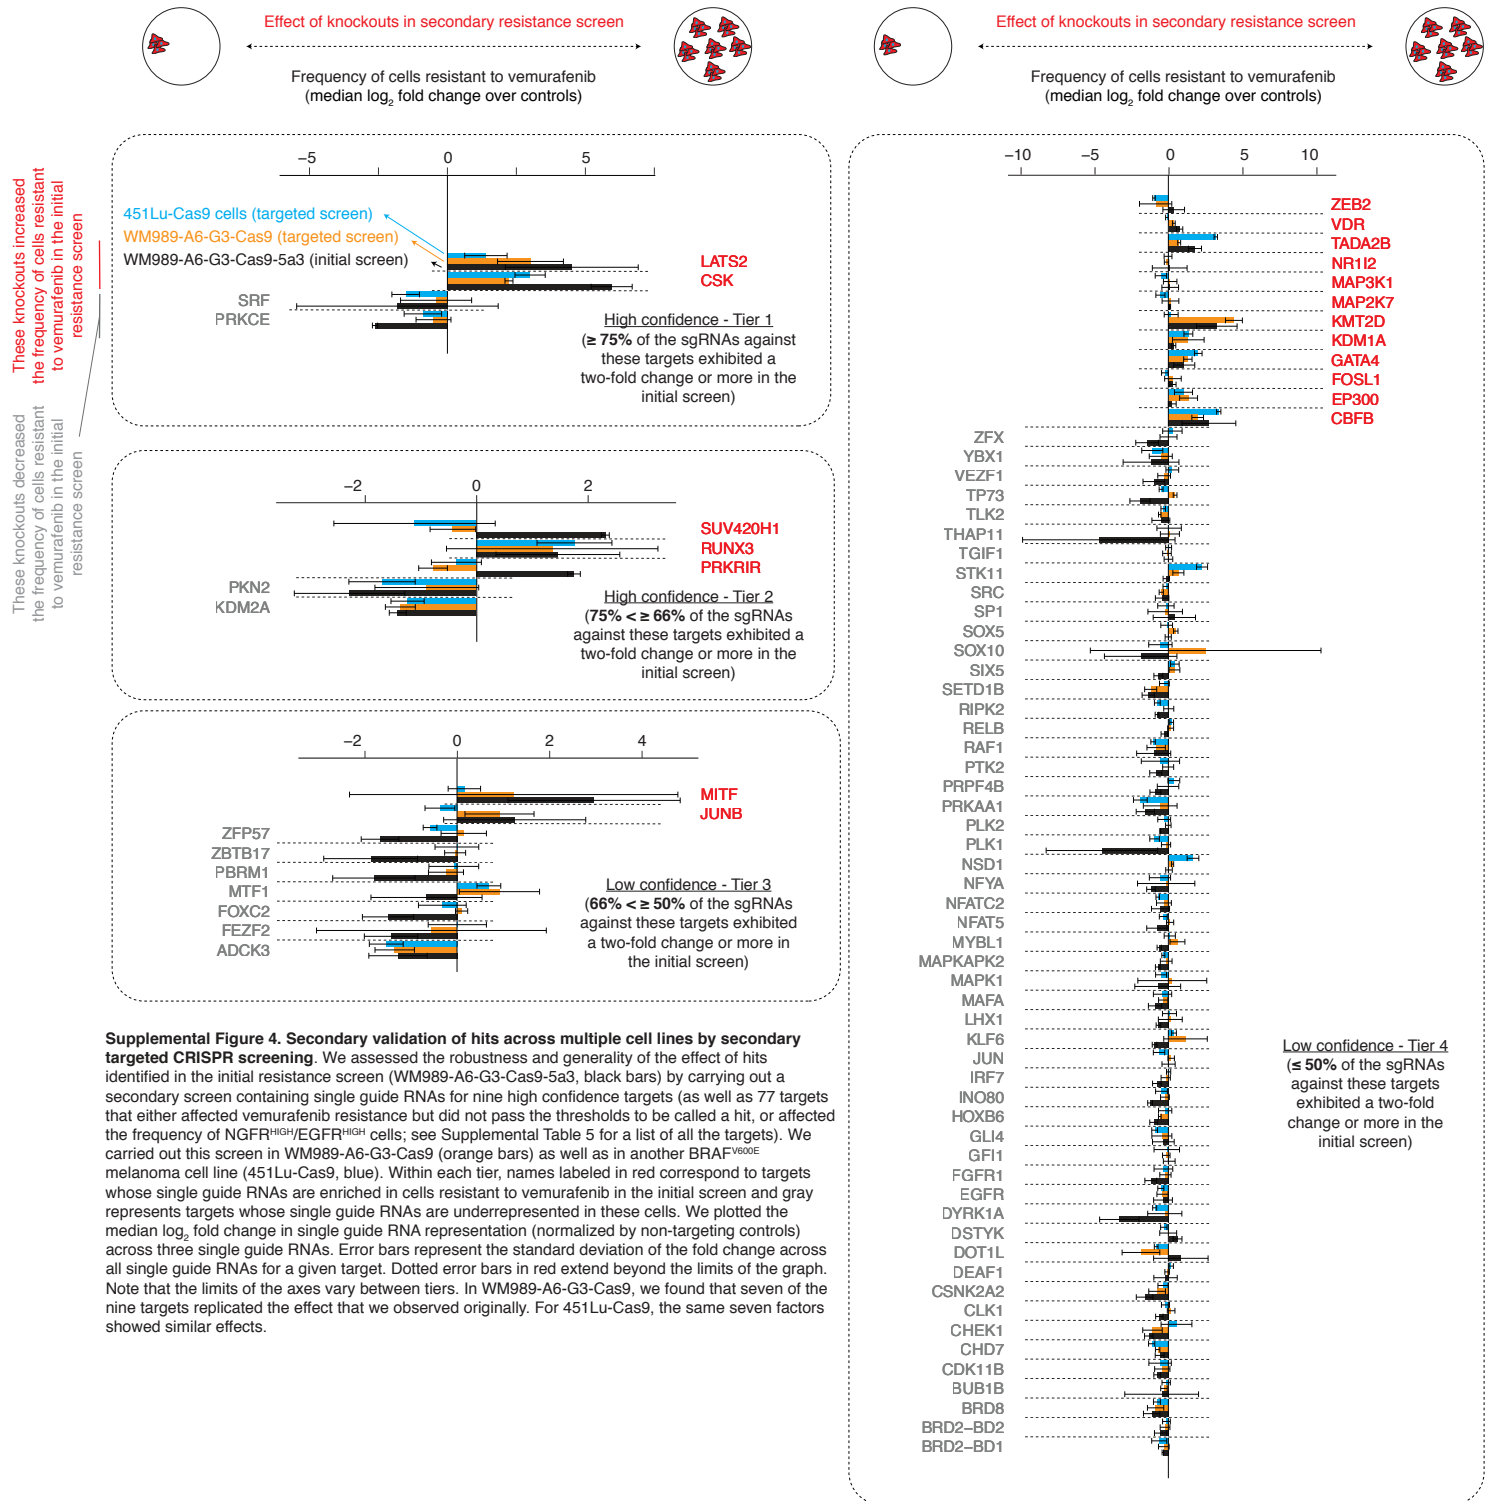 Effect of knockouts in secondary resistance screen
Frequency of cells resistant to vemurafenib
(median log2 fold change over controls)
Effect of knockouts in secondary resistance screen
Frequency of cells resistant to vemurafenib
(median log2 fold change over controls)
These knockouts increased
the frequency of cells resistant
to vemurafenib in the initial
resistance screen
These knockouts decreased
the frequency of cells resistant
to vemurafenib in the initial
resistance screen
−5 0 5
451Lu-Cas9 cells (targeted screen)
WM989-A6-G3-Cas9 (targeted screen)
WM989-A6-G3-Cas9-5a3 (initial screen)
LATS2
CSK
SRF
PRKCE
High confidence - Tier 1
(≥ 75% of the sgRNAs against
these targets exhibited a
two-fold change or more in the
initial screen)
−2 0 2
SUV420H1
RUNX3
PRKRIR
PKN2
KDM2A
High confidence - Tier 2
(75% < ≥ 66% of the sgRNAs
against these targets exhibited a
two-fold change or more in the
initial screen)
−2 0 2 4
MITF
JUNB
ZFP57
ZBTB17
PBRM1
MTF1
FOXC2
FEZF2
ADCK3
Low confidence - Tier 3
(66% < ≥ 50% of the sgRNAs
against these targets exhibited
a two-fold change or more in
the initial screen)
−10 −5 0 5 10
ZEB2
VDR
TADA2B
NR1I2
MAP3K1
MAP2K7
KMT2D
KDM1A
GATA4
FOSL1
EP300
CBFB
ZFX
YBX1
VEZF1
TP73
TLK2
THAP11
TGIF1
STK11
SRC
SP1
SOX5
SOX10
SIX5
SETD1B
RIPK2
RELB
RAF1
PTK2
PRPF4B
PRKAA1
PLK2
PLK1
NSD1
NFYA
NFATC2
NFAT5
MYBL1
MAPKAPK2
MAPK1
MAFA
LHX1
KLF6
JUN
IRF7
INO80
HOXB6
GLI4
GFI1
FGFR1
EGFR
DYRK1A
DSTYK
DOT1L
DEAF1
CSNK2A2
CLK1
CHEK1
CHD7
CDK11B
BUB1B
BRD8
BRD2−BD2
BRD2−BD1
Low confidence - Tier 4
(≤ 50% of the sgRNAs
against these targets
exhibited a two-fold
change or more in the
initial screen)
Supplemental Figure 4. Secondary validation of hits across multiple cell lines by secondary
targeted CRISPR screening. We assessed the robustness and generality of the effect of hits
identified in the initial resistance screen (WM989-A6-G3-Cas9-5a3, black bars) by carrying out a
secondary screen containing single guide RNAs for nine high confidence targets (as well as 77 targets
that either affected vemurafenib resistance but did not pass the thresholds to be called a hit, or affected
the frequency of NGFRHIGH/EGFRHIGH cells; see Supplemental Table 5 for a list of all the targets). We
carried out this screen in WM989-A6-G3-Cas9 (orange bars) as well as in another BRAFV600E
melanoma cell line (451Lu-Cas9, blue). Within each tier, names labeled in red correspond to targets
whose single guide RNAs are enriched in cells resistant to vemurafenib in the initial screen and gray
represents targets whose single guide RNAs are underrepresented in these cells. We plotted the
median log2 fold change in single guide RNA representation (normalized by non-targeting controls)
across three single guide RNAs. Error bars represent the standard deviation of the fold change across
all single guide RNAs for a given target. Dotted error bars in red extend beyond the limits of the graph.
Note that the limits of the axes vary between tiers. In WM989-A6-G3-Cas9, we found that seven of the
nine targets replicated the effect that we observed originally. For 451Lu-Cas9, the same seven factors
showed similar effects.